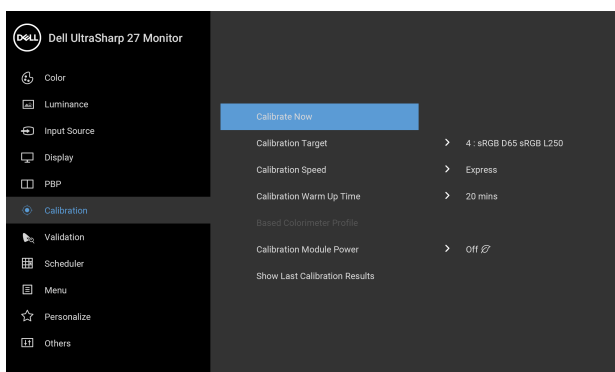 DELL Dell UltraSharp 27 Monitor
Color
Luminance
Input Source
Display
PBP
Calibration
Validation
Scheduler
Menu
Personalize
Others
Calibrate Now
Calibration Target 4 : sRGB D65 sRGB L250
Calibration Speed Express
Calibration Warm Up Time 20 mins
Based Colorimeter Profile
Calibration Module Power Off
Show Last Calibration Results